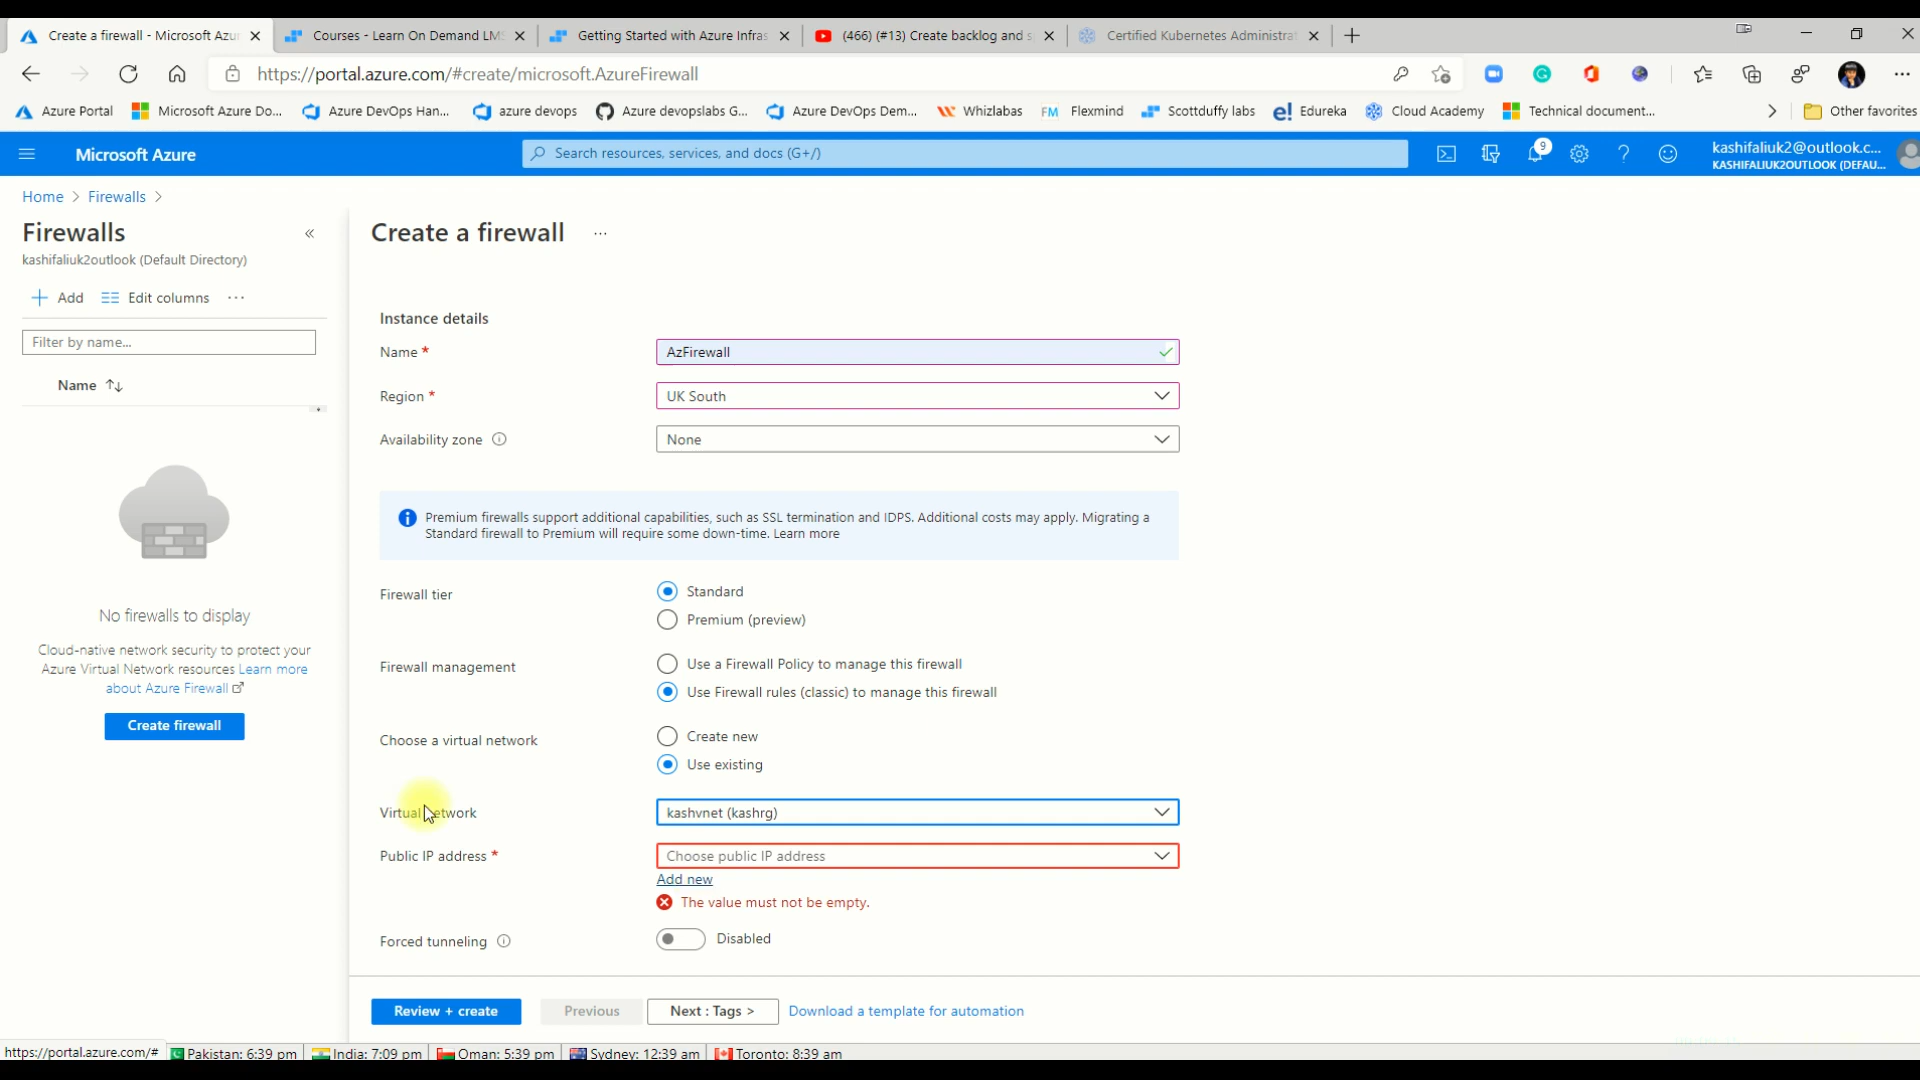 Create a firewall - Microsoft Azu
Courses - Learn On Demand LMS
Getting Started with Azure Infras
(466) (#13) Create backlog and s
Certified Kubernetes Administrat
https://portal.azure.com/#create/microsoft.AzureFirewall
Azure Portal
Microsoft Azure Do...
Azure DevOps Han...
azure devops
Azure devopslabs G...
Azure DevOps Dem...
Whizlabs
FM Flexmind
Scottduffy labs
e! Edureka
Cloud Academy
Technical document...
Other favorites
Microsoft Azure
Search resources, services, and docs (G+/)
9
kashifaliuk2@outlook.c...
KASHIFALIUK2OUTLOOK (DEFAU...
Home > Firewalls >
Firewalls
kashifaliuk2outlook (Default Directory)
Add
Edit columns
...
Filter by name...
Name
No firewalls to display
Cloud-native network security to protect your
Azure Virtual Network resources Learn more
about Azure Firewall
Create firewall
Create a firewall ...
Instance details
Name *
AzFirewall
Region *
UK South
Availability zone
None
Premium firewalls support additional capabilities, such as SSL termination and IDPS. Additional costs may apply. Migrating a
Standard firewall to Premium will require some down-time. Learn more
Firewall tier
Standard
Premium (preview)
Firewall management
Use a Firewall Policy to manage this firewall
Use Firewall rules (classic) to manage this firewall
Choose a virtual network
Create new
Use existing
Virtual network
kashvnet (kashrg)
Public IP address *
Choose public IP address
Add new
The value must not be empty.
Forced tunneling
Disabled
Review + create
Previous
Next : Tags >
Download a template for automation
https://portal.azure.com/#
Pakistan: 6:39 pm
India: 7:09 pm
Oman: 5:39 pm
Sydney: 12:39 am
Toronto: 8:39 am